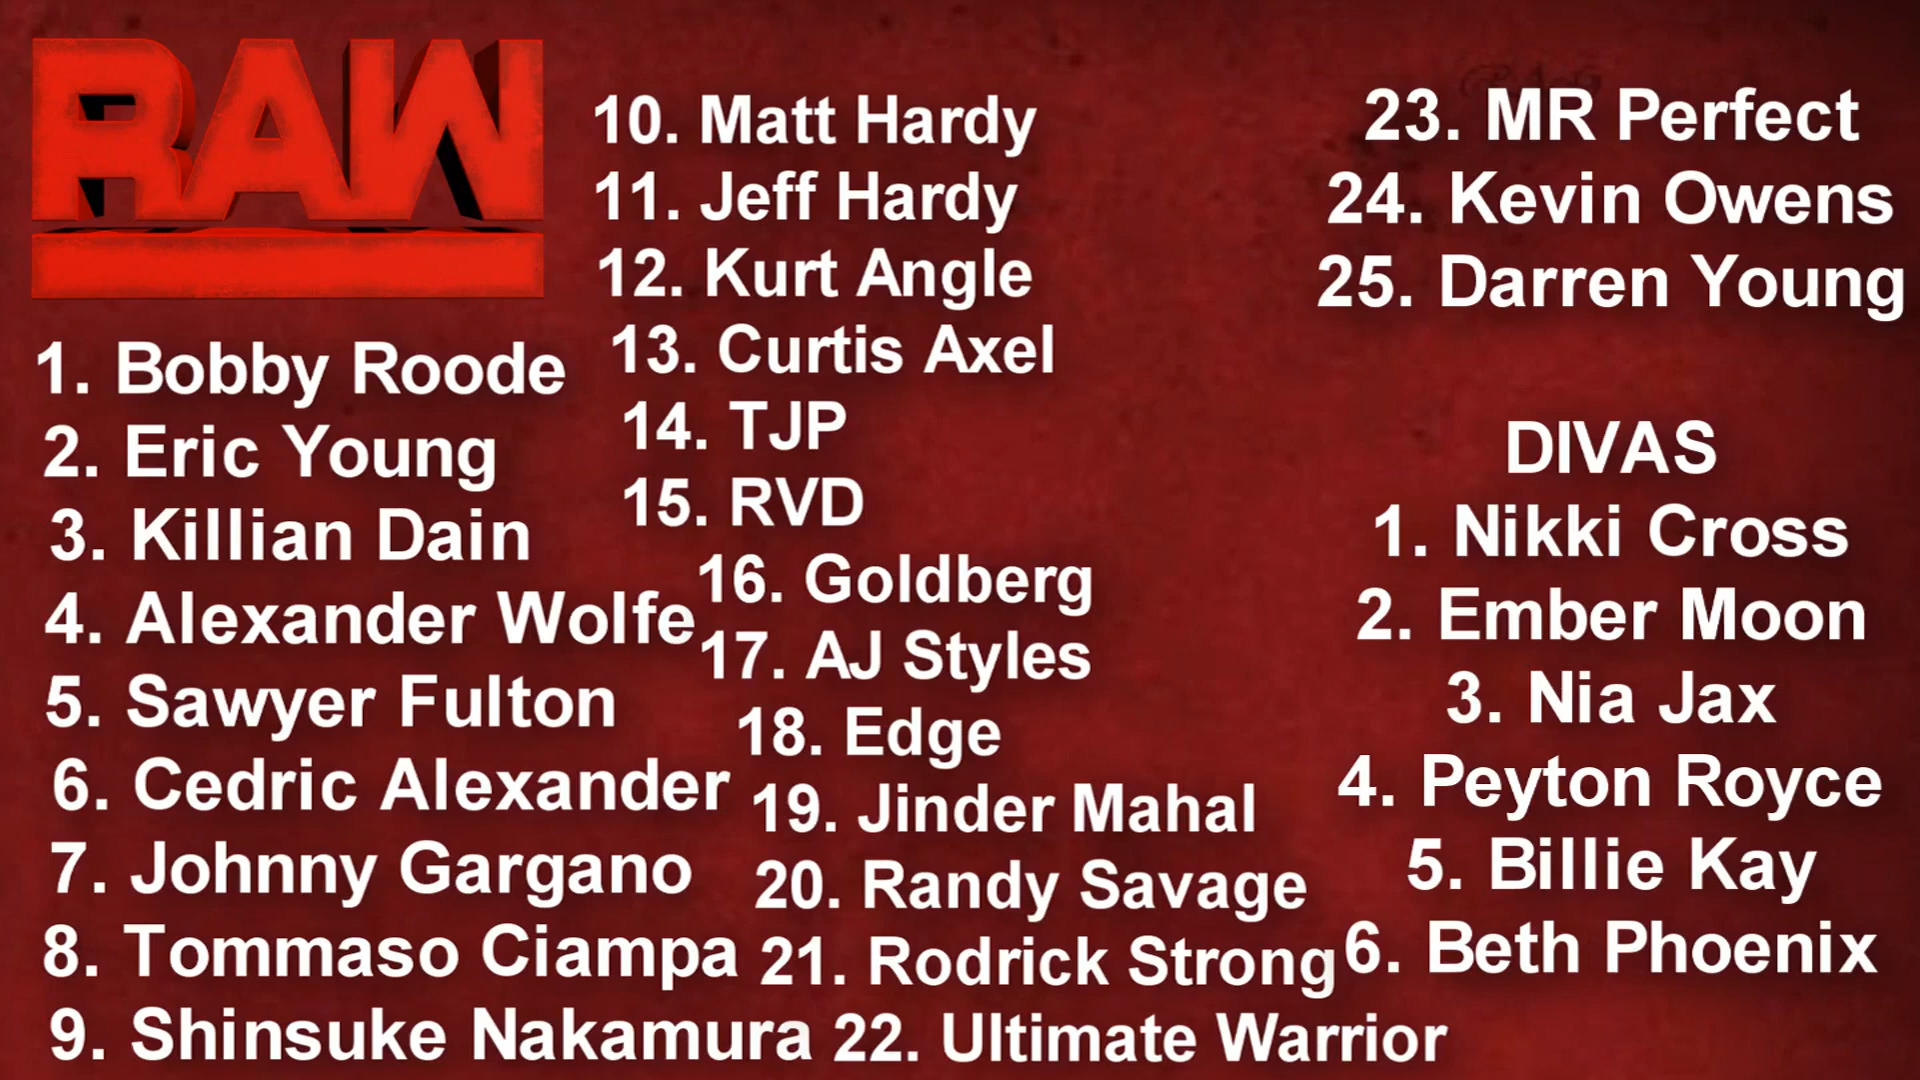 RAW
1. Bobby Roode
2. Eric Young
3. Killian Dain
4. Alexander Wolfe
5. Sawyer Fulton
6. Cedric Alexander
7. Johnny Gargano
8. Tommaso Ciampa
9. Shinsuke Nakamura
10. Matt Hardy
11. Jeff Hardy
12. Kurt Angle
13. Curtis Axel
14. TJP
15. RVD
16. Goldberg
17. AJ Styles
18. Edge
19. Jinder Mahal
20. Randy Savage
21. Rodrick Strong
22. Ultimate Warrior
23. MR Perfect
24. Kevin Owens
25. Darren Young
DIVAS
1. Nikki Cross
2. Ember Moon
3. Nia Jax
4. Peyton Royce
5. Billie Kay
6. Beth Phoenix